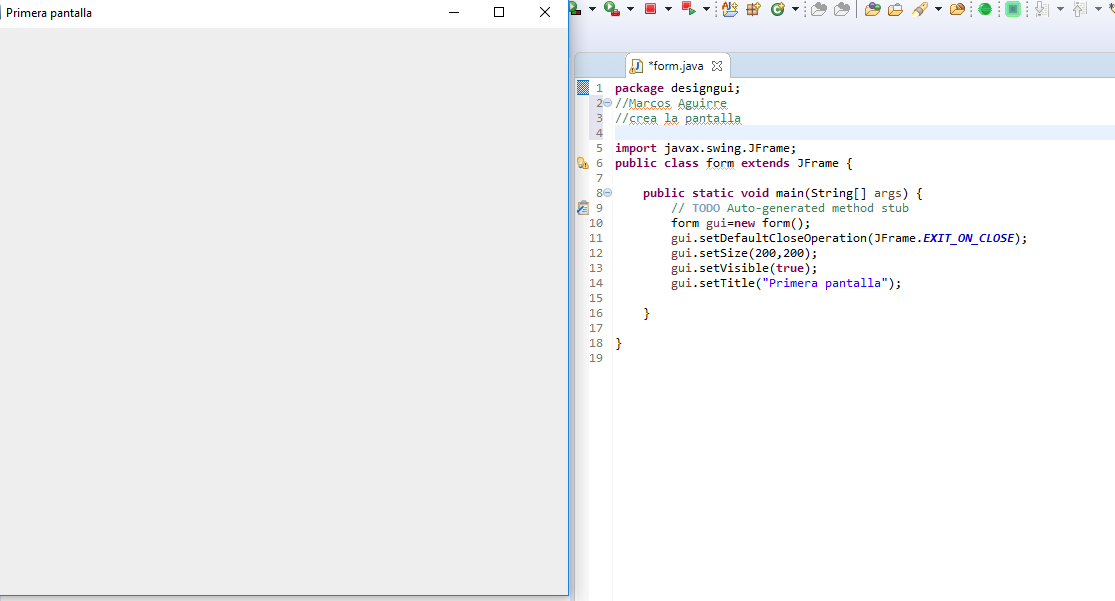 Primera pantalla
*form.java
1 package designgui;
2 //Marcos Aguirre
3 //crea la pantalla
4
5 import javax.swing.JFrame;
6 public class form extends JFrame {
7
8 public static void main(String[] args) {
9 // TODO Auto-generated method stub
10 form gui=new form();
11 gui.setDefaultCloseOperation(JFrame.EXIT_ON_CLOSE);
12 gui.setSize(200,200);
13 gui.setVisible(true);
14 gui.setTitle("Primera pantalla");
15
16 }
17
18 }
19